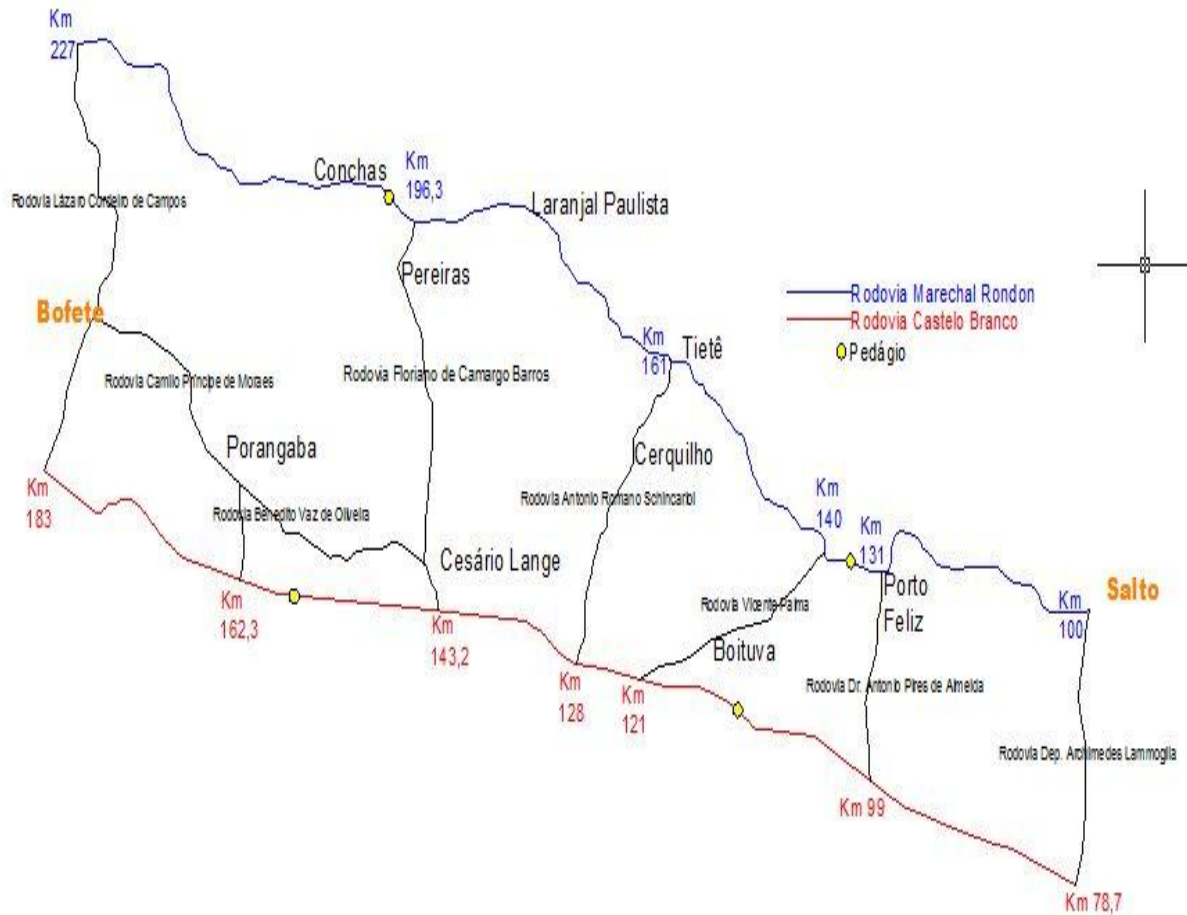 Km
227
Conchas
Km
196,3
Rodovia Lázaro Cordeiro de Campos
Laranjal Paulista
Pereiras
Rodovia Marechal Rondon
Rodovia Castelo Branco
Pedágio
Bofete
Km
161
Tietê
Rodovia Camilo Príncipe de Moraes
Rodovia Floriano de Camargo Barros
Porangaba
Cerquilho
Km
183
Rodovia Benedito Vaz de Oliveira
Rodovia Antonio Romano Schincariol
Km
140
Km
131
Cesário Lange
Porto
Feliz
Salto
Km
100
Km
162,3
Km
143,2
Rodovia Vicente Palma
Boituva
Km
128
Km
121
Rodovia Dr. Antonio Pires de Almeida
Rodovia Dep. Archimedes Lammoglia
Km 99
Km 78,7